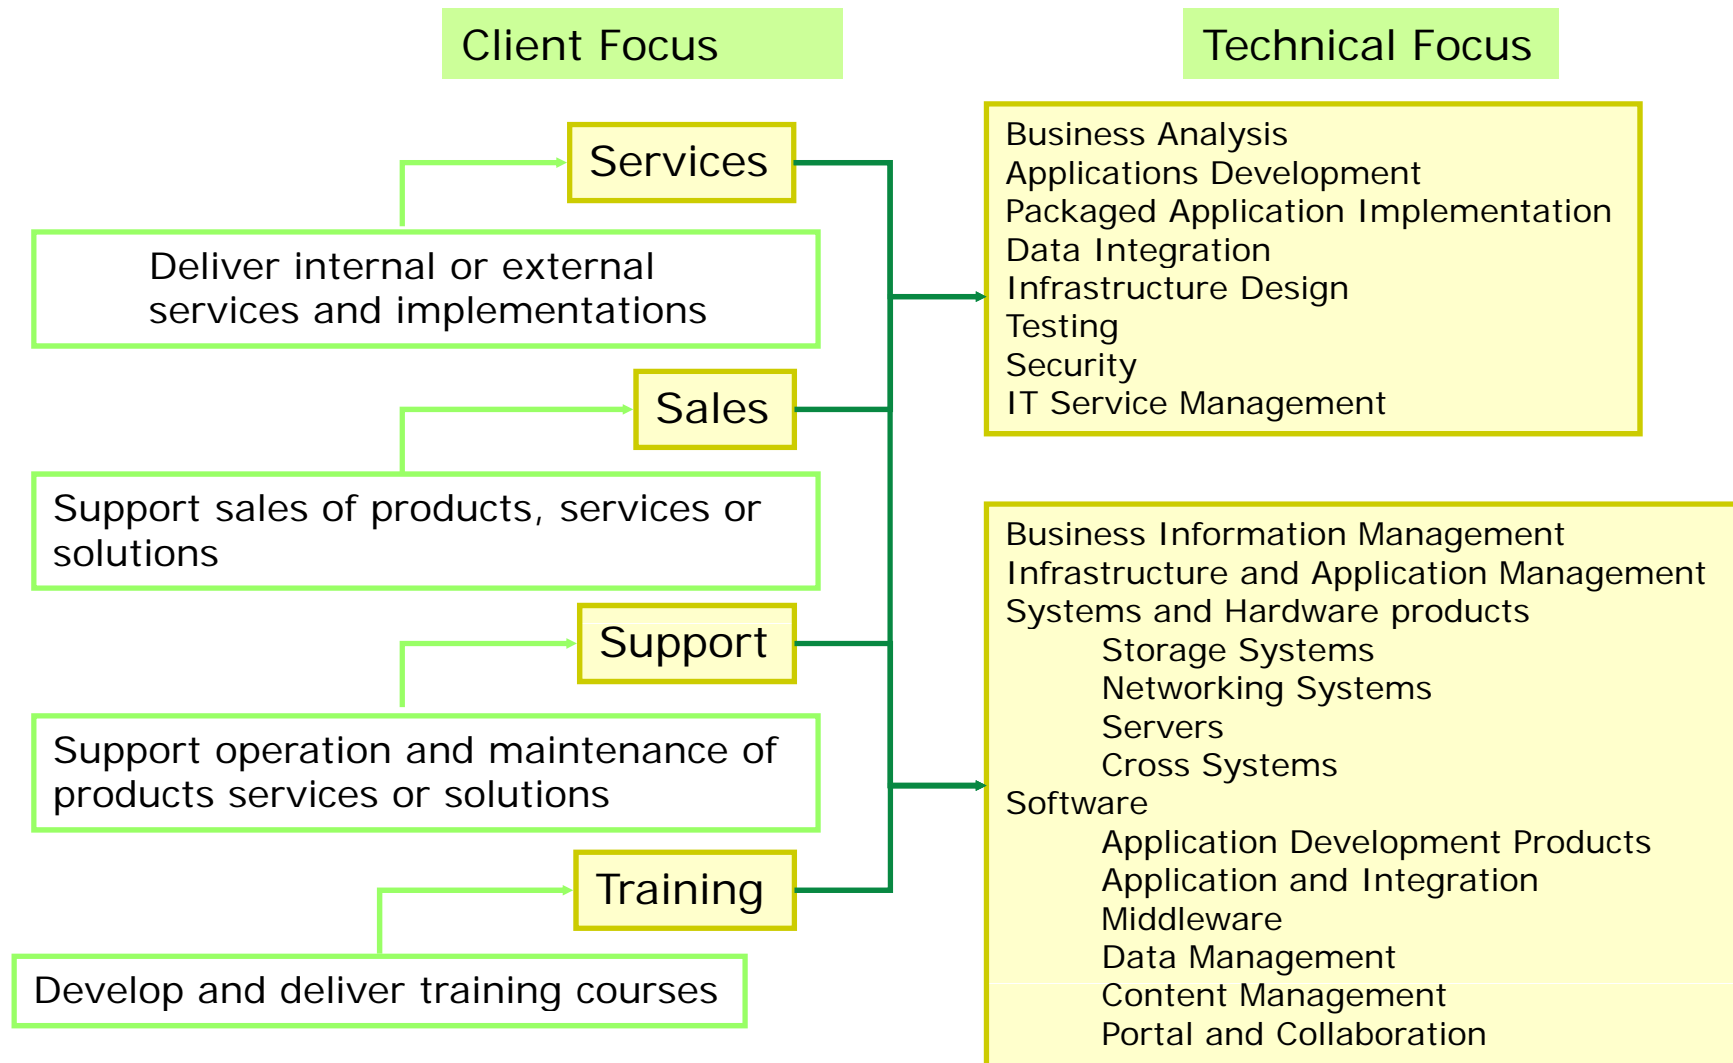 Client Focus
Technical Focus
Services
Deliver internal or external
services and implementations
Sales
Support sales of products, services or
solutions
Support
Support operation and maintenance of
products services or solutions
Training
Develop and deliver training courses
Business Analysis
Applications Development
Packaged Application Implementation
Data Integration
Infrastructure Design
Testing
Security
IT Service Management
Business Information Management
Infrastructure and Application Management
Systems and Hardware products
Storage Systems
Networking Systems
Servers
Cross Systems
Software
Application Development Products
Application and Integration
Middleware
Data Management
Content Management
Portal and Collaboration